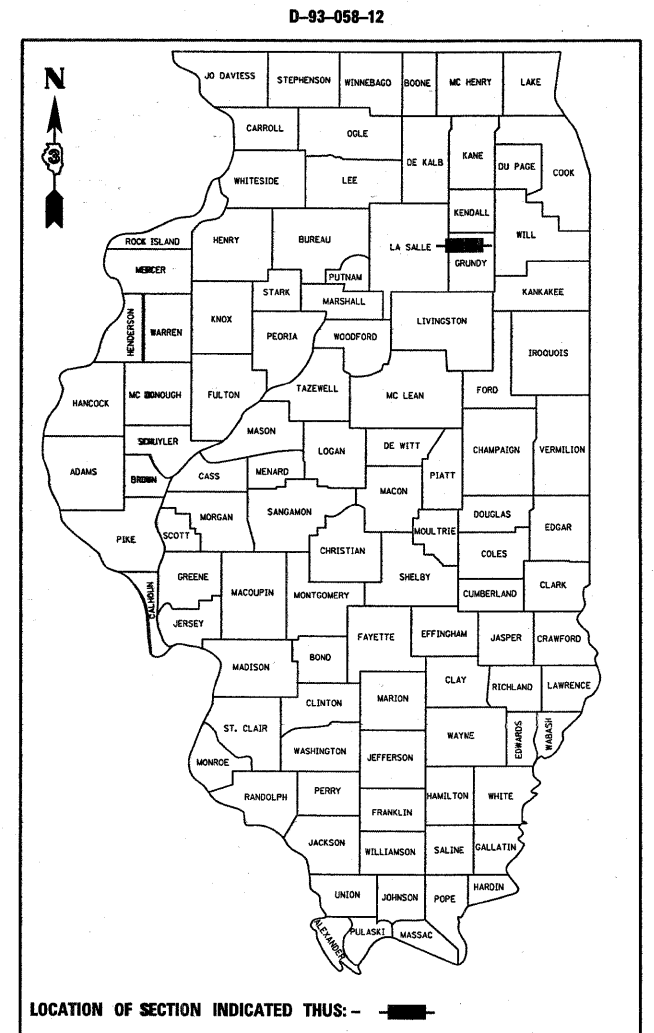 D-93-058-12
N
JO DAVIESS
STEPHENSON
WINNEBAGO
BOONE
MC HENRY
LAKE
CARROLL
OGLE
DE KALB
KANE
DU PAGE
COOK
WHITESIDE
LEE
KENDALL
WILL
ROCK ISLAND
HENRY
BUREAU
LA SALLE
GRUNDY
MERCER
PUTNAM
KANKAKEE
STARK
MARSHALL
HENDERSON
WARREN
KNOX
PEORIA
WOODFORD
LIVINGSTON
IROQUOIS
HANCOCK
MC DONOUGH
FULTON
TAZEWELL
MC LEAN
FORD
MASON
SCHUYLER
LOGAN
DE WITT
CHAMPAIGN
VERMILION
ADAMS
BROWN
CASS
MENARD
PIATT
MACON
MORGAN
SANGAMON
DOUGLAS
PIKE
SCOTT
CHRISTIAN
MOULTRIE
EDGAR
COLES
GREENE
MACOUPIN
MONTGOMERY
SHELBY
CUMBERLAND
CLARK
CALHOUN
JERSEY
FAYETTE
EFFINGHAM
JASPER
CRAWFORD
MADISON
BOND
CLAY
RICHLAND
LAWRENCE
CLINTON
MARION
ST. CLAIR
WAYNE
EDWARDS
WABASH
WASHINGTON
JEFFERSON
MONROE
RANDOLPH
PERRY
HAMILTON
WHITE
FRANKLIN
JACKSON
WILLIAMSON
SALINE
GALLATIN
UNION
JOHNSON
POPE
HARDIN
ALEXANDER
PULASKI
MASSAC
LOCATION OF SECTION INDICATED THUS: -